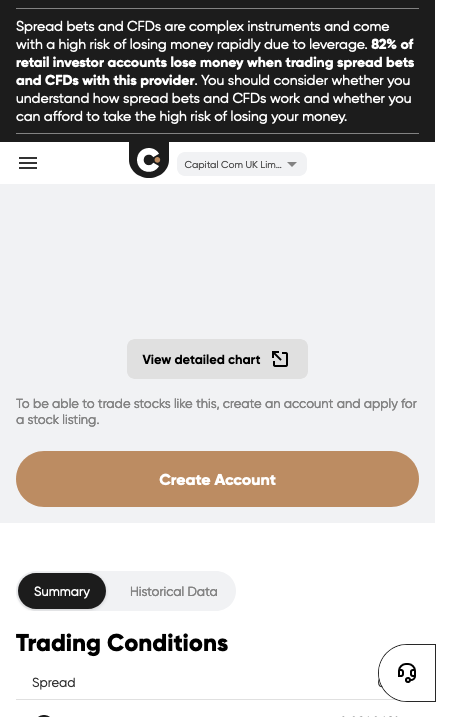 Spread bets and CFDs are complex instruments and come
with a high risk of losing money rapidly due to leverage. 82% of
retail investor accounts lose money when trading spread bets
and CFDs with this provider. You should consider whether you
understand how spread bets and CFDs work and whether you
can afford to take the high risk of losing your money.
Capital Com UK Lim...
View detailed chart
To be able to trade stocks like this, create an account and apply for
a stock listing.
Create Account
Summary
Historical Data
Trading Conditions
Spread